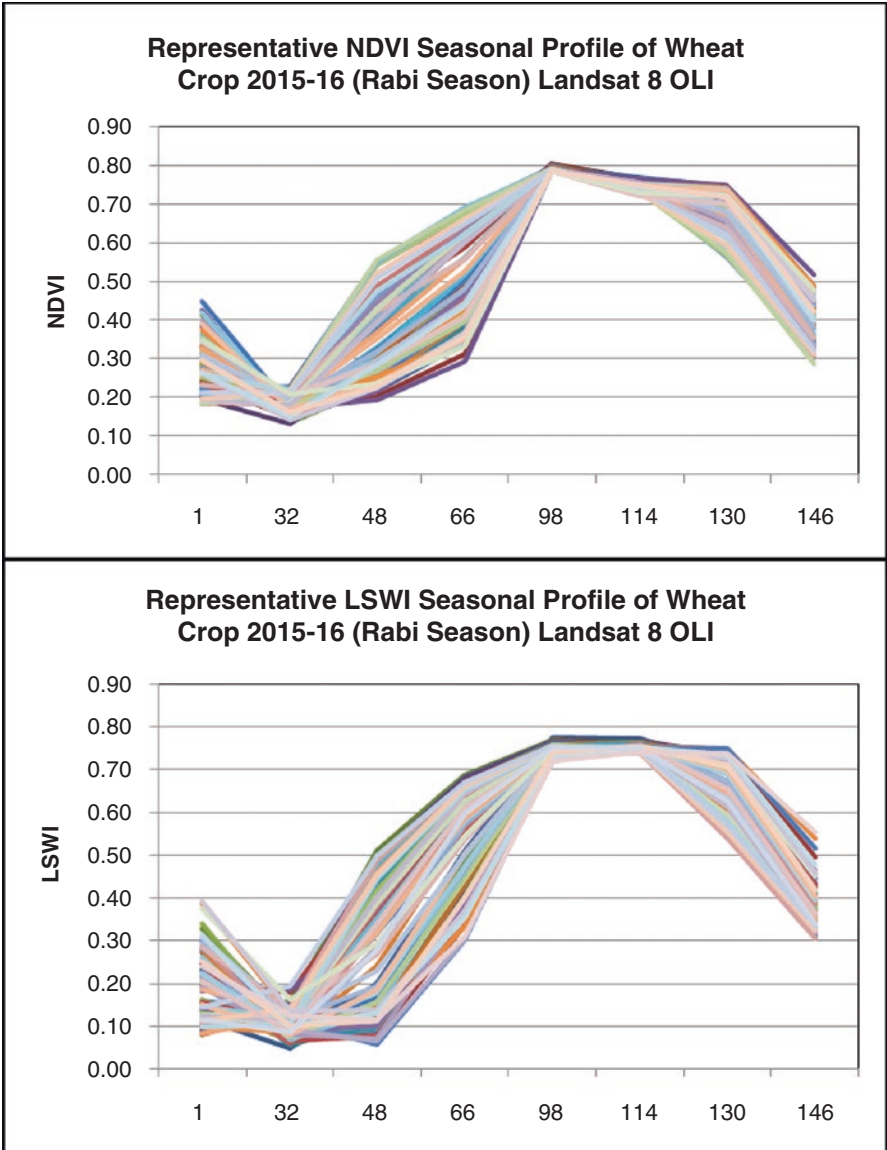 Representative NDVI Seasonal Profile of Wheat
Crop 2015-16 (Rabi Season) Landsat 8 OLI
0.90
0.80
0.70
0.60
0.50
0.40
0.30
0.20
0.10
0.00
NDVI
1 32 48 66 98 114 130 146
Representative LSWI Seasonal Profile of Wheat
Crop 2015-16 (Rabi Season) Landsat 8 OLI
0.90
0.80
0.70
0.60
0.50
0.40
0.30
0.20
0.10
0.00
LSWI
1 32 48 66 98 114 130 146